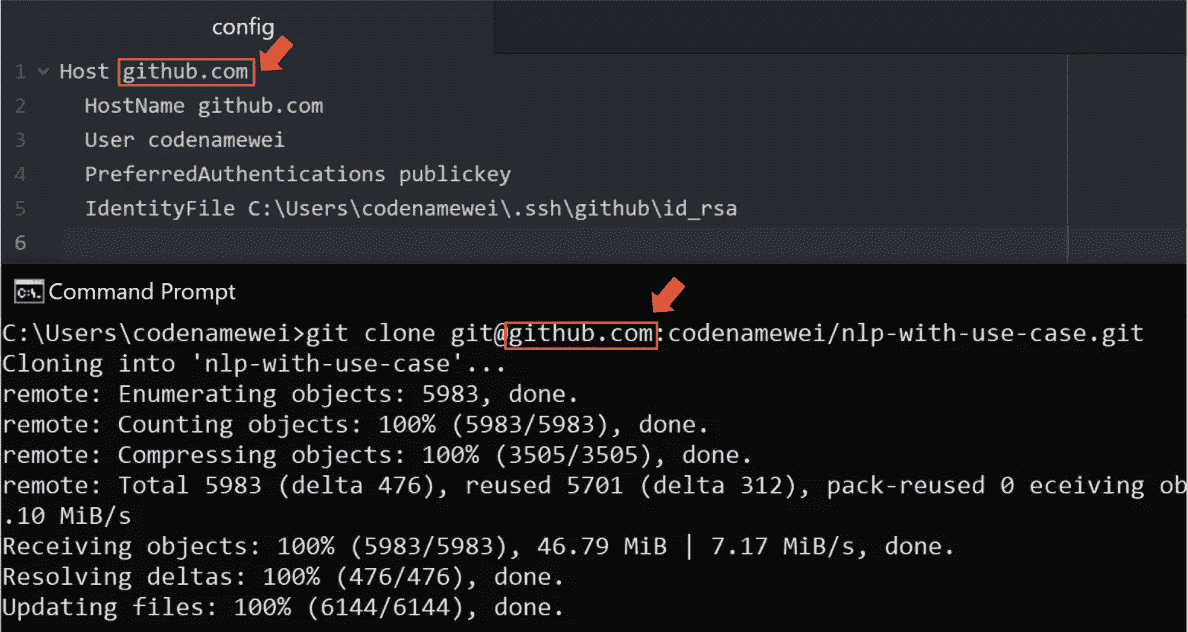 config
1 Host github.com
2 HostName github.com
3 User codenamewei
4 PreferredAuthentications publickey
5 IdentityFile C:\Users\codenamewei\.ssh\github\id_rsa
6
C:\. Command Prompt
C:\Users\codenamewei>git clone git@github.com:codenamewei/nlp-with-use-case.git
Cloning into 'nlp-with-use-case'...
remote: Enumerating objects: 5983, done.
remote: Counting objects: 100% (5983/5983), done.
remote: Compressing objects: 100% (3505/3505), done.
remote: Total 5983 (delta 476), reused 5701 (delta 312), pack-reused 0 eceiving ob
.10 MiB/s
Receiving objects: 100% (5983/5983), 46.79 MiB | 7.17 MiB/s, done.
Resolving deltas: 100% (476/476), done.
Updating files: 100% (6144/6144), done.